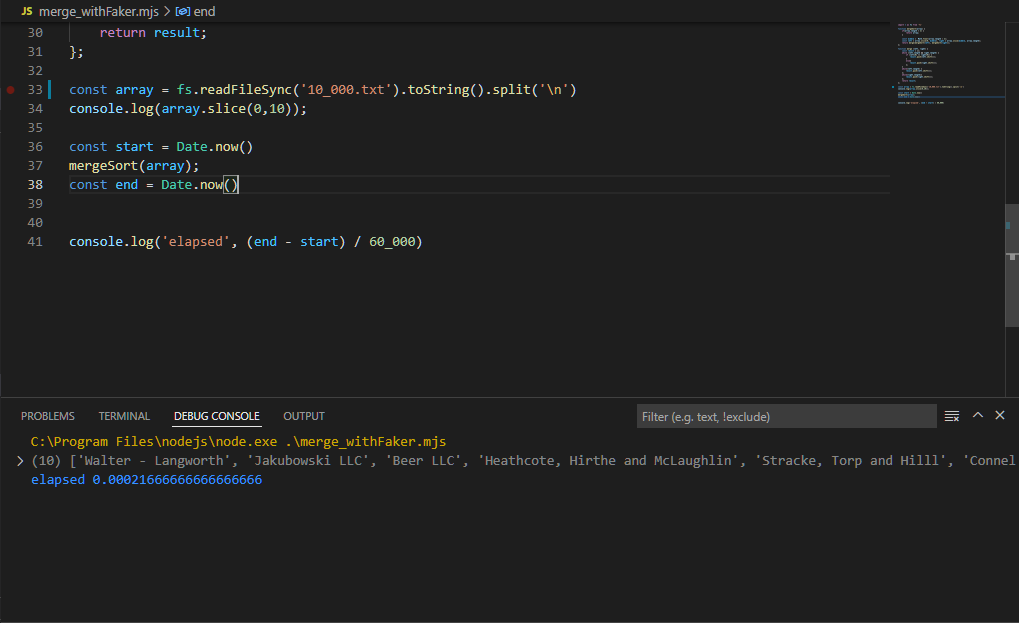 JS merge_withFaker.mjs > end
30 return result;
31 };
32
33 const array = fs.readFileSync('10_000.txt').toString().split('\n')
34 console.log(array.slice(0,10));
35
36 const start = Date.now()
37 mergeSort(array);
38 const end = Date.now()
39
40
41 console.log('elapsed', (end - start) / 60_000)
PROBLEMS TERMINAL DEBUG CONSOLE OUTPUT Filter (e.g. text, !exclude)
C:\Program Files\nodejs\node.exe .\merge_withFaker.mjs
> (10) ['Walter - Langworth', 'Jakubowski LLC', 'Beer LLC', 'Heathcote, Hirthe and McLaughlin', 'Stracke, Torp and Hilll', 'Connel
elapsed 0.00021666666666666666